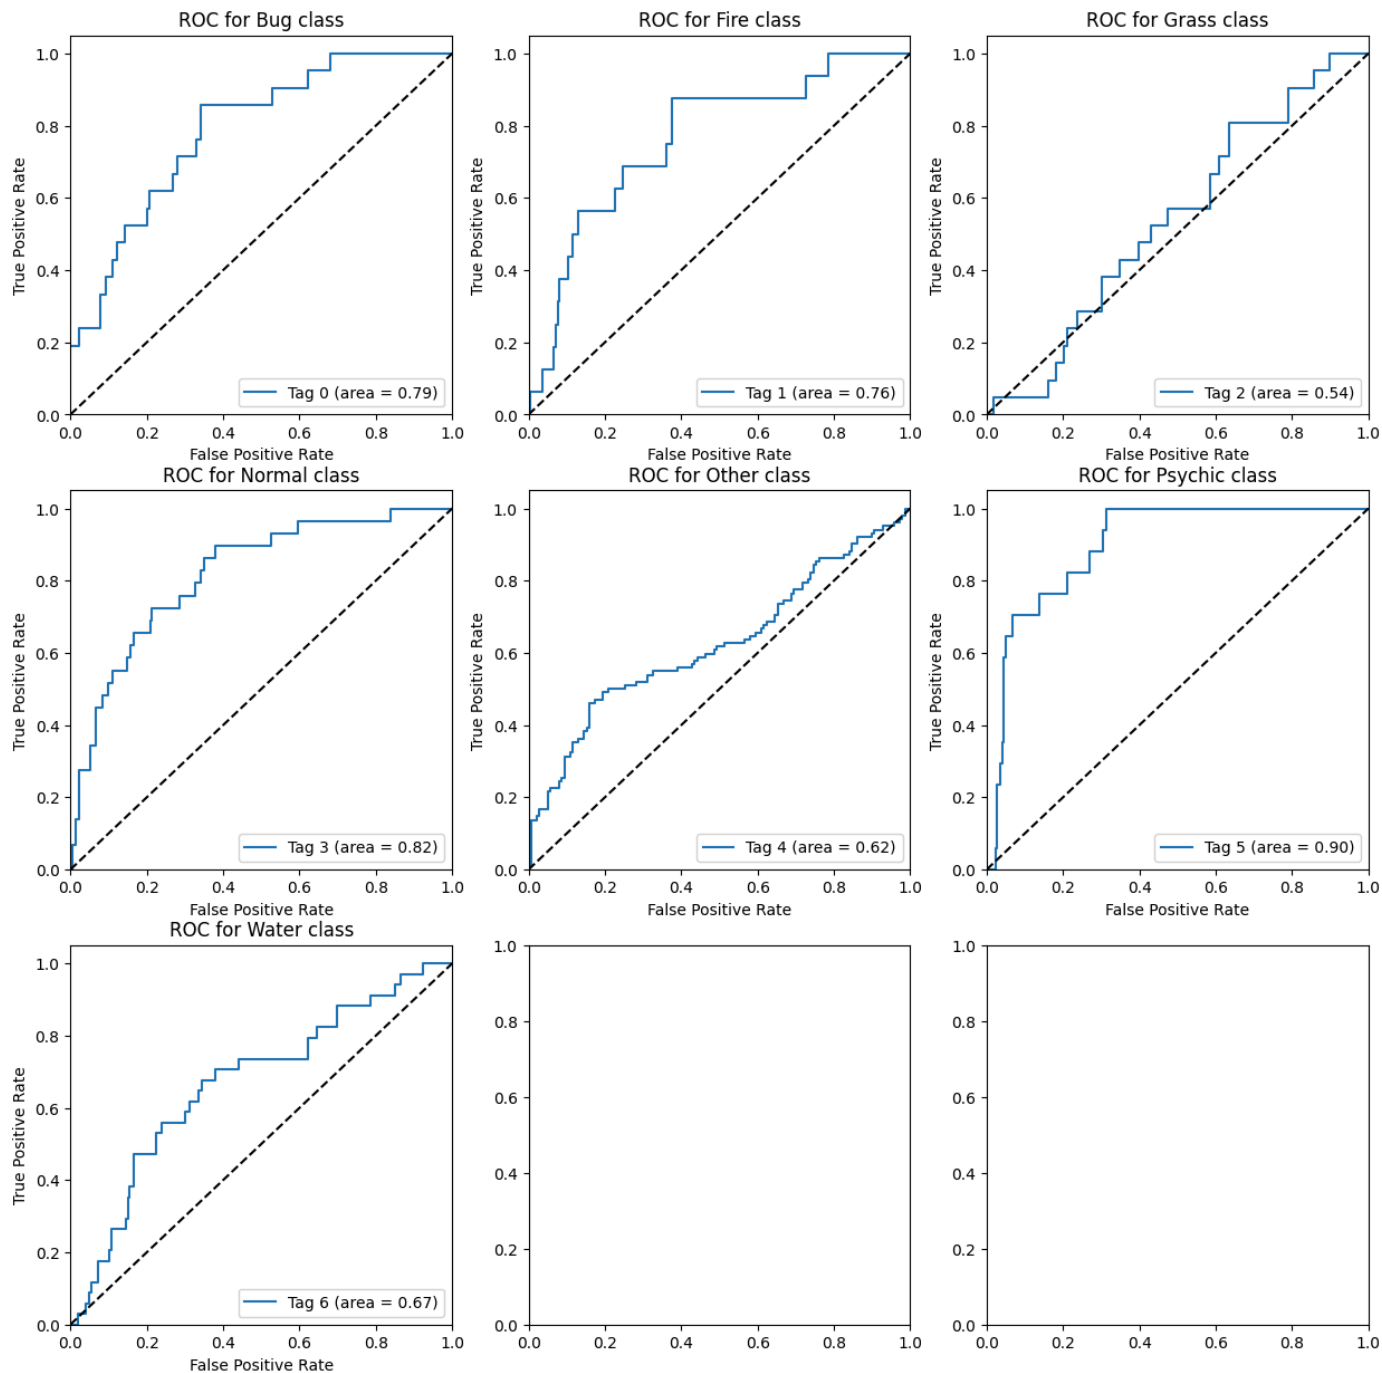 ROC for Bug class
1.0
0.8
0.6
0.4
0.2
0.0
True Positive Rate
Tag 0 (area = 0.79)
0.0 0.2 0.4 0.6 0.8 1.0
False Positive Rate
ROC for Fire class
1.0
0.8
0.6
0.4
0.2
0.0
True Positive Rate
Tag 1 (area = 0.76)
0.0 0.2 0.4 0.6 0.8 1.0
False Positive Rate
ROC for Grass class
1.0
0.8
0.6
0.4
0.2
0.0
True Positive Rate
Tag 2 (area = 0.54)
0.0 0.2 0.4 0.6 0.8 1.0
False Positive Rate
ROC for Normal class
1.0
0.8
0.6
0.4
0.2
0.0
True Positive Rate
Tag 3 (area = 0.82)
0.0 0.2 0.4 0.6 0.8 1.0
False Positive Rate
ROC for Other class
1.0
0.8
0.6
0.4
0.2
0.0
True Positive Rate
Tag 4 (area = 0.62)
0.0 0.2 0.4 0.6 0.8 1.0
False Positive Rate
ROC for Psychic class
1.0
0.8
0.6
0.4
0.2
0.0
True Positive Rate
Tag 5 (area = 0.90)
0.0 0.2 0.4 0.6 0.8 1.0
False Positive Rate
ROC for Water class
1.0
0.8
0.6
0.4
0.2
0.0
True Positive Rate
Tag 6 (area = 0.67)
0.0 0.2 0.4 0.6 0.8 1.0
False Positive Rate
1.0
0.8
0.6
0.4
0.2
0.0
0.0 0.2 0.4 0.6 0.8 1.0
1.0
0.8
0.6
0.4
0.2
0.0
0.0 0.2 0.4 0.6 0.8 1.0